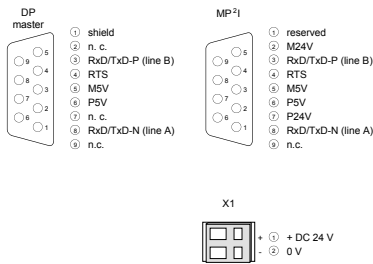 DP
master
5
9
4
8
3
7
2
6
1
1 shield
2 n. c.
3 RxD/TxD-P (line B)
4 RTS
5 M5V
6 P5V
7 n. c.
8 RxD/TxD-N (line A)
9 n.c.
MP²I
5
9
4
8
3
7
2
6
1
1 reserved
2 M24V
3 RxD/TxD-P (line B)
4 RTS
5 M5V
6 P5V
7 P24V
8 RxD/TxD-N (line A)
9 n.c.
X1
+ 1 + DC 24 V
- 2 0 V